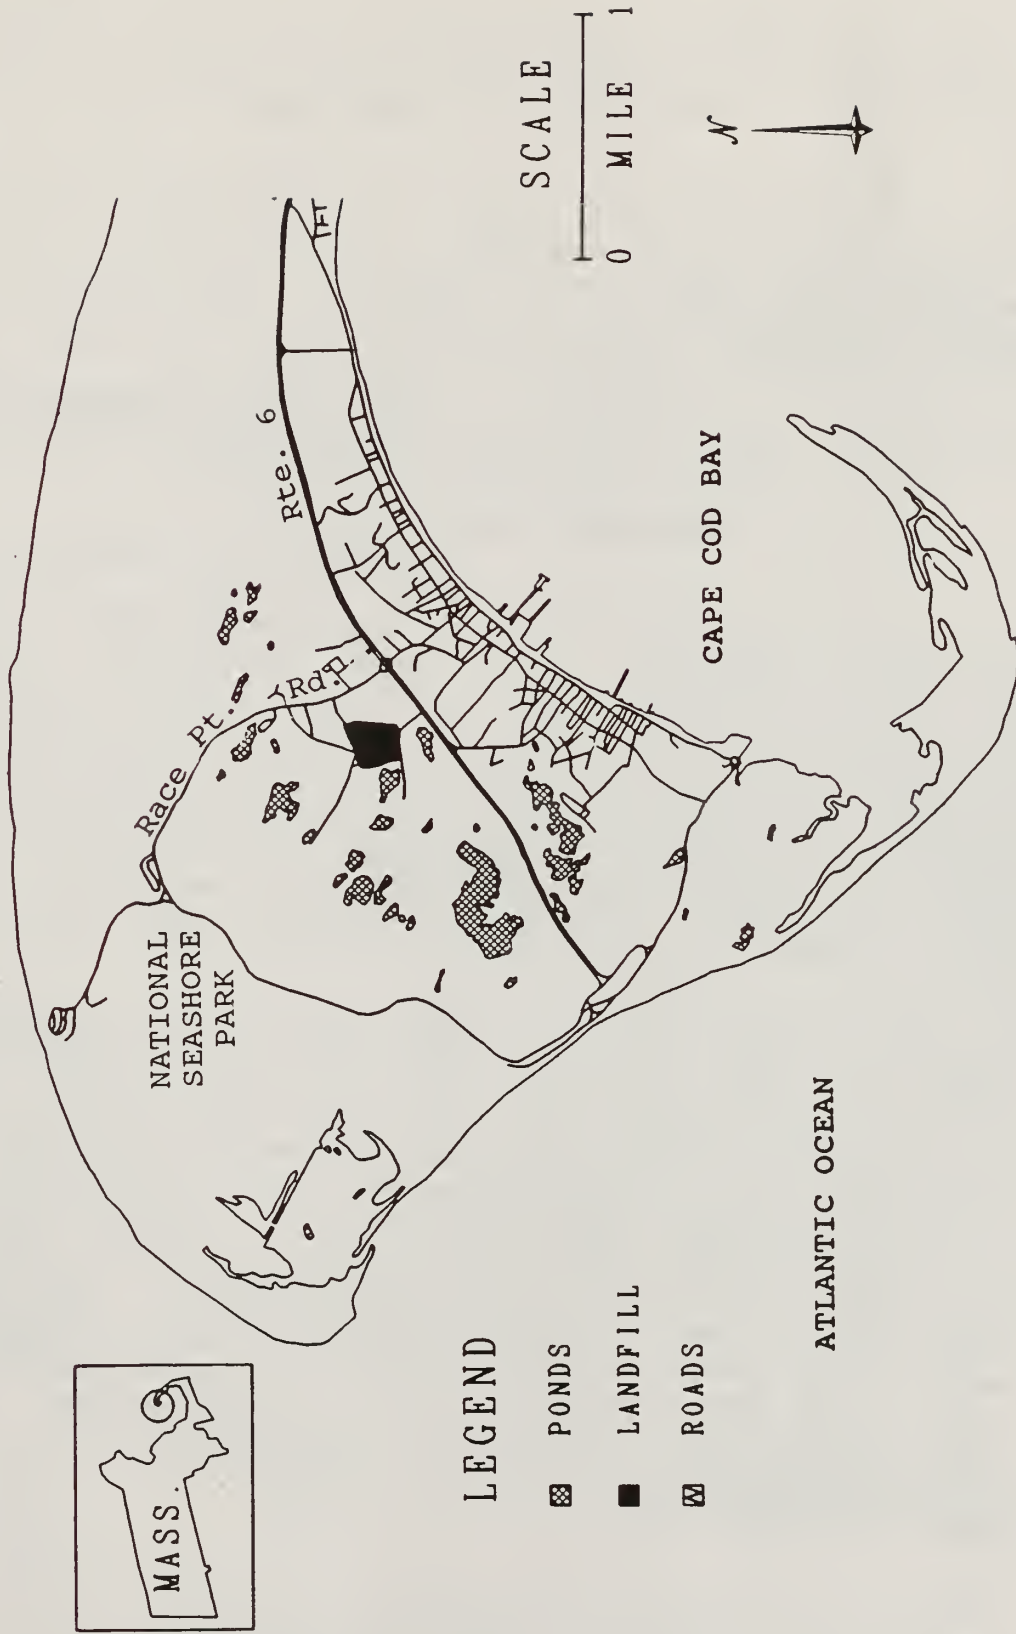 MASS.
NATIONAL
SEASHORE
PARK
Race Pt. Rd.
Rte. 6
SCALE
0 MILE 1
N
CAPE COD BAY
ATLANTIC OCEAN
LEGEND
PONDS
LANDFILL
ROADS